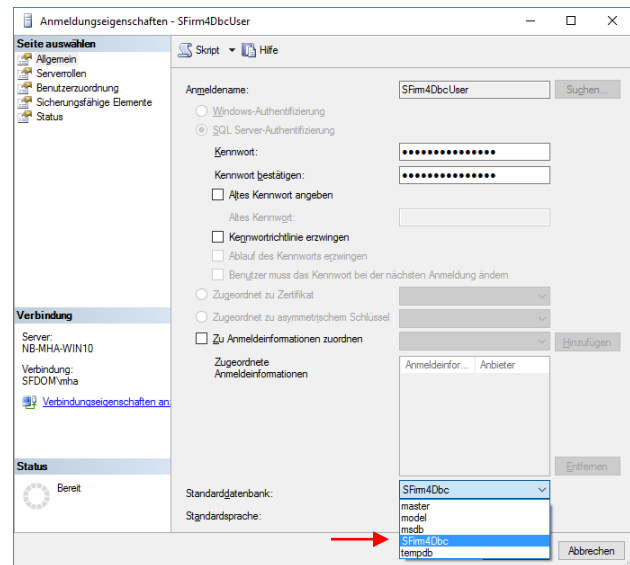 Anmeldungseigenschaften - SFirm4DbcUser
Seite auswählen
Allgemein
Serverrollen
Benutzerzuordnung
Sicherungsfähige Elemente
Status
Skript
Hilfe
Anmeldename:
SFirm4DbcUser
Suchen...
Windows-Authentifizierung
SQL Server-Authentifizierung
Kennwort:
Kennwort bestätigen:
Altes Kennwort angeben
Altes Kennwort:
Kennwortrichtlinie erzwingen
Ablauf des Kennworts erzwingen
Benutzer muss das Kennwort bei der nächsten Anmeldung ändern
Zugeordnet zu Zertifikat
Zugeordnet zu asymmetrischem Schlüssel
Zu Anmeldeinformationen zuordnen
Hinzufügen
Zugeordnete
Anmeldeinformationen
Anmeldeinfor... Anbieter
Entfernen
Verbindung
Server:
NB-MHA-WIN10
Verbindung:
SFDOM\mha
Verbindungseigenschaften an
Status
Bereit
Standarddatenbank:
SFirm4Dbc
Standardsprache:
master
model
msdb
SFirm4Dbc
tempdb
Abbrechen